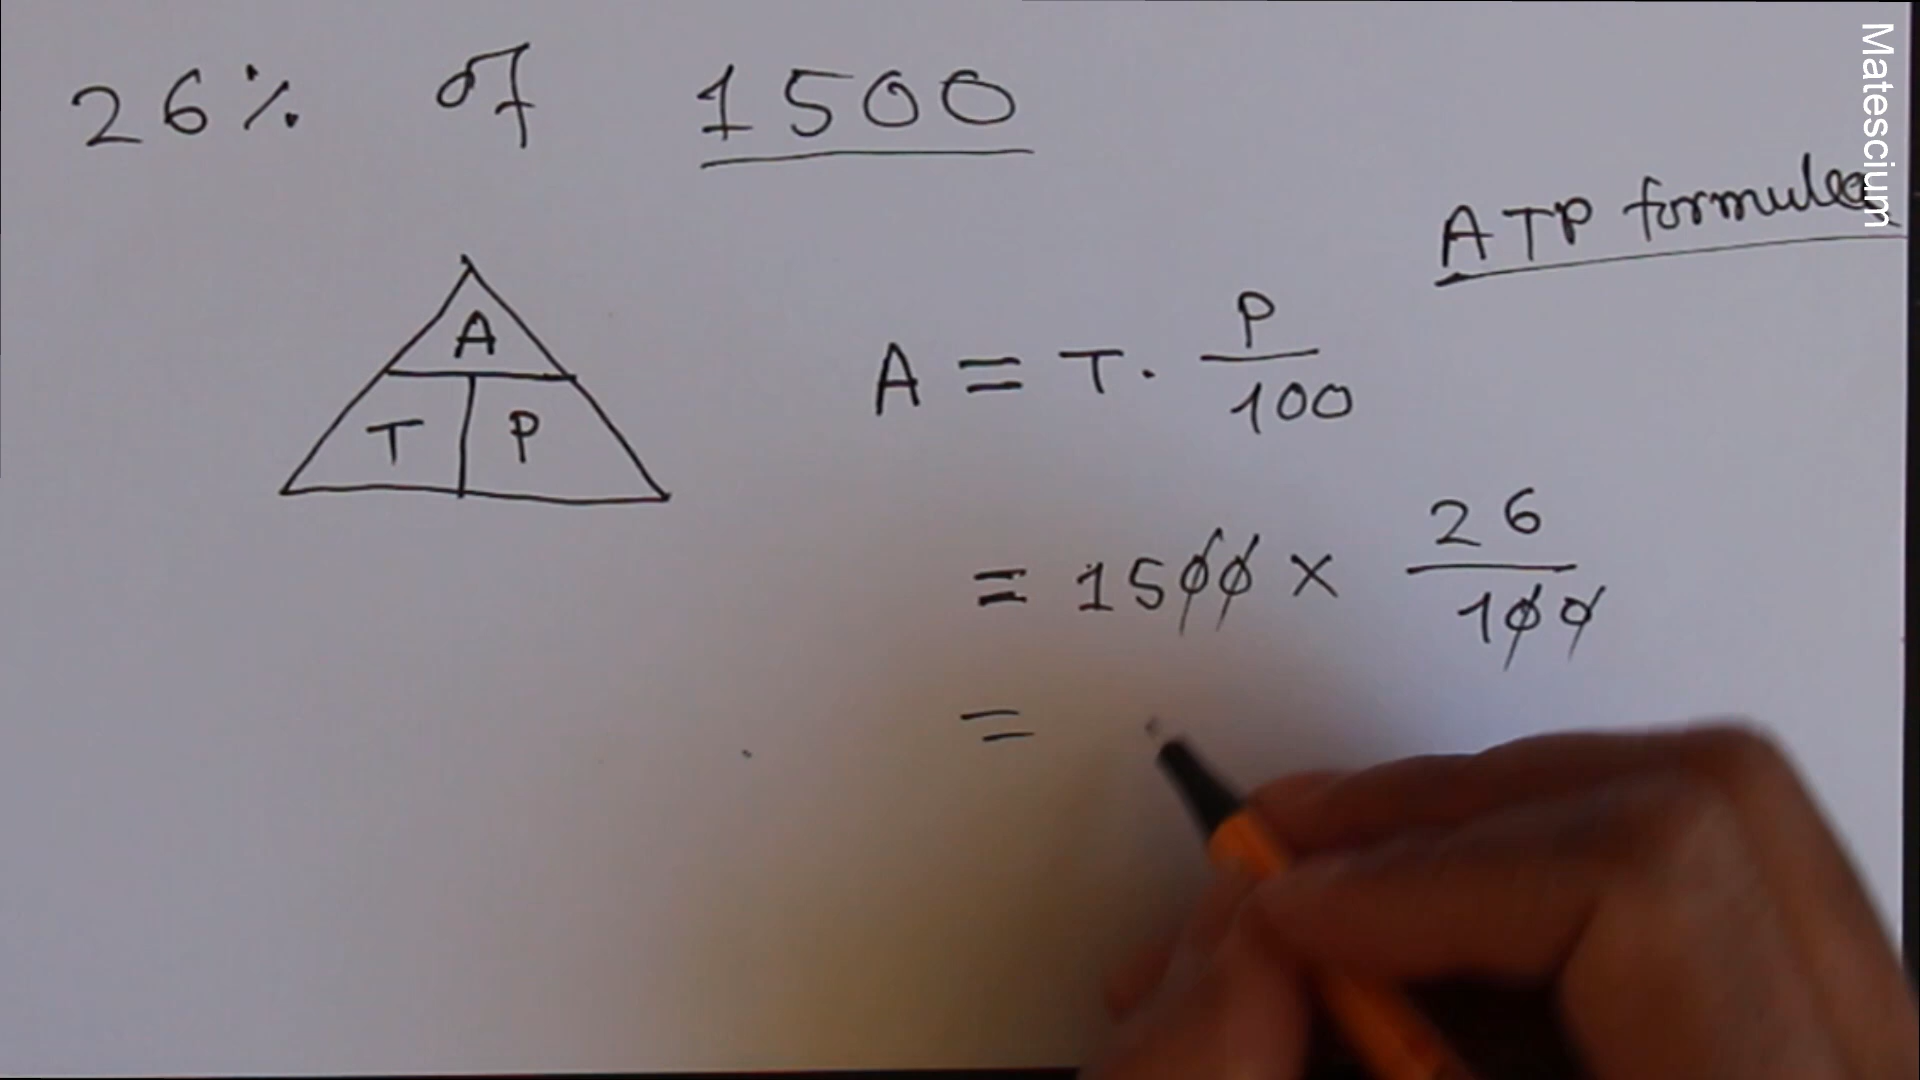 26% of 1500
Matescium
ATP formula
A
T P
A = T. P/100
= 1500 × 26/100
=